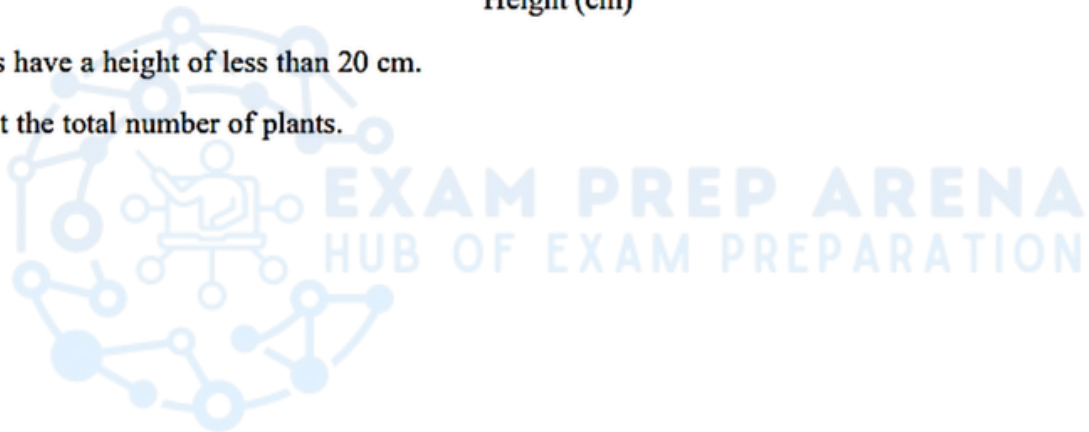 Height (cm)
s have a height of less than 20 cm.
t the total number of plants.
EXAM PREP ARENA
HUB OF EXAM PREPARATION